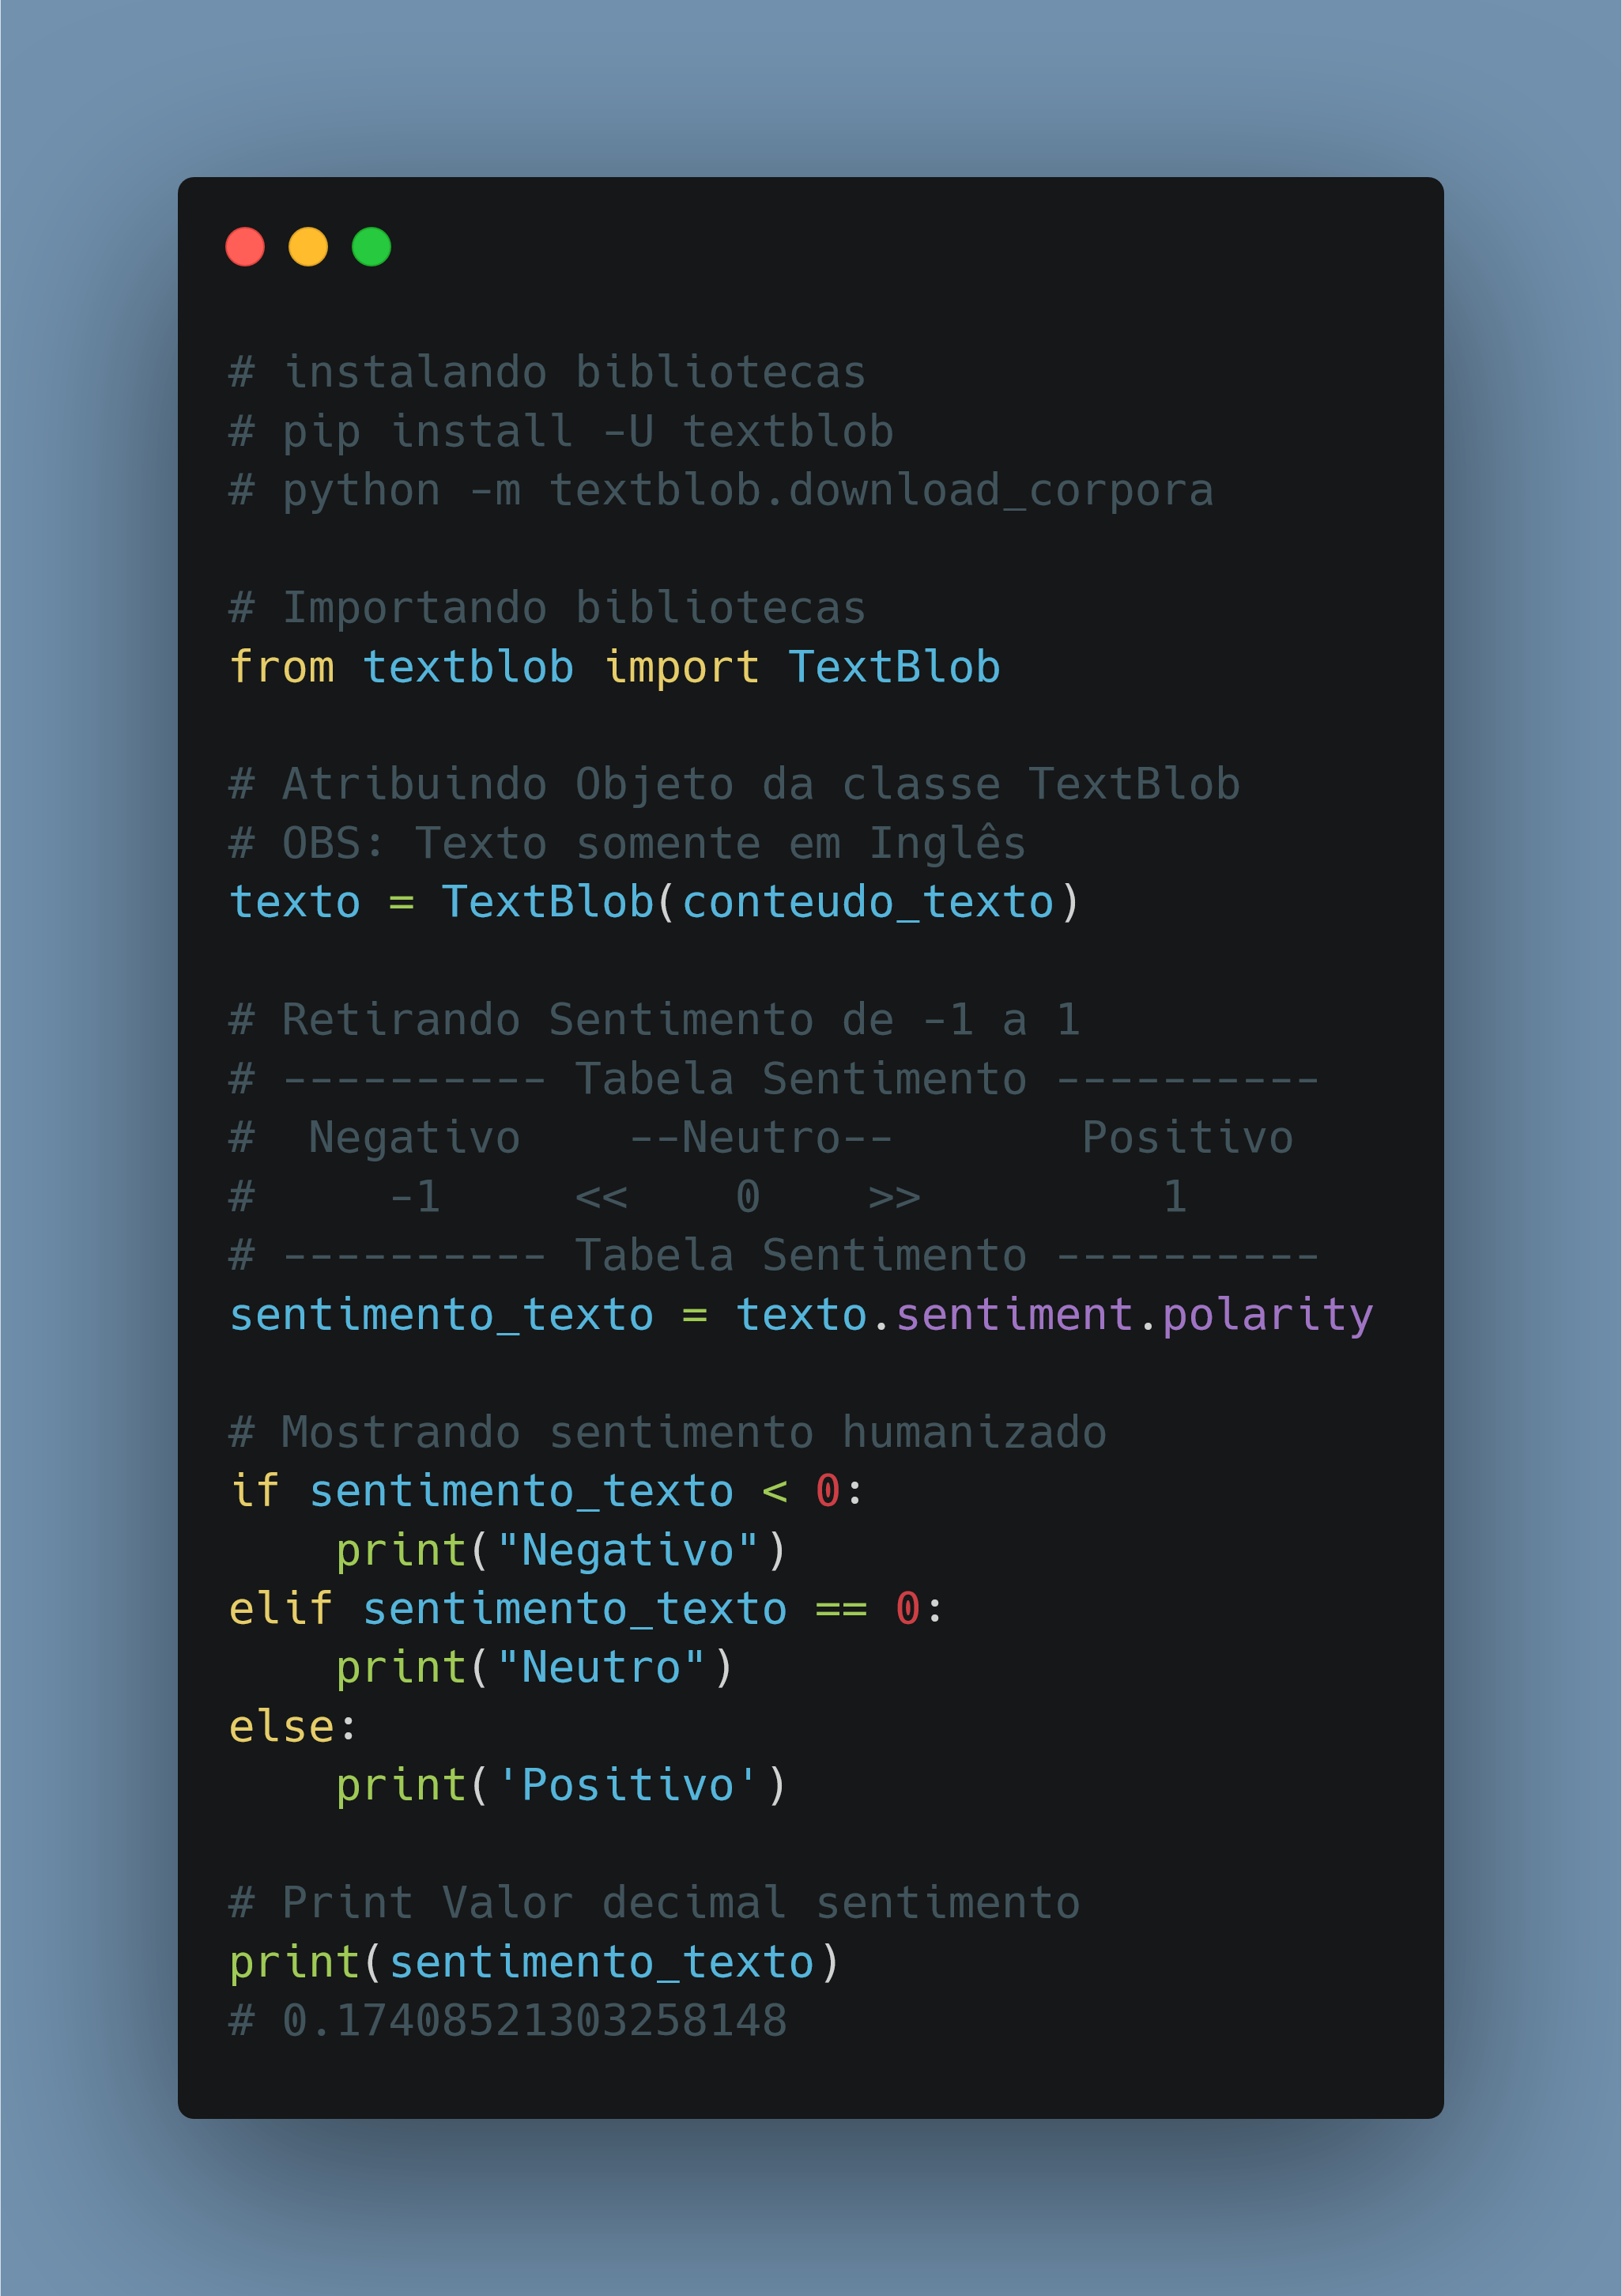 # instalando bibliotecas
# pip install -U textblob
# python -m textblob.download_corpora
# Importando bibliotecas
from textblob import TextBlob
# Atribuindo Objeto da classe TextBlob
# OBS: Texto somente em Inglês
texto = TextBlob(conteudo_texto)
# Retirando Sentimento de -1 a 1
# ---------- Tabela Sentimento ----------
#  Negativo    --Neutro--       Positivo
#     -1     <<    0    >>         1
# ---------- Tabela Sentimento ----------
sentimento_texto = texto.sentiment.polarity
# Mostrando sentimento humanizado
if sentimento_texto < 0:
    print("Negativo")
elif sentimento_texto == 0:
    print("Neutro")
else:
    print('Positivo')
# Print Valor decimal sentimento
print(sentimento_texto)
# 0.17408521303258148